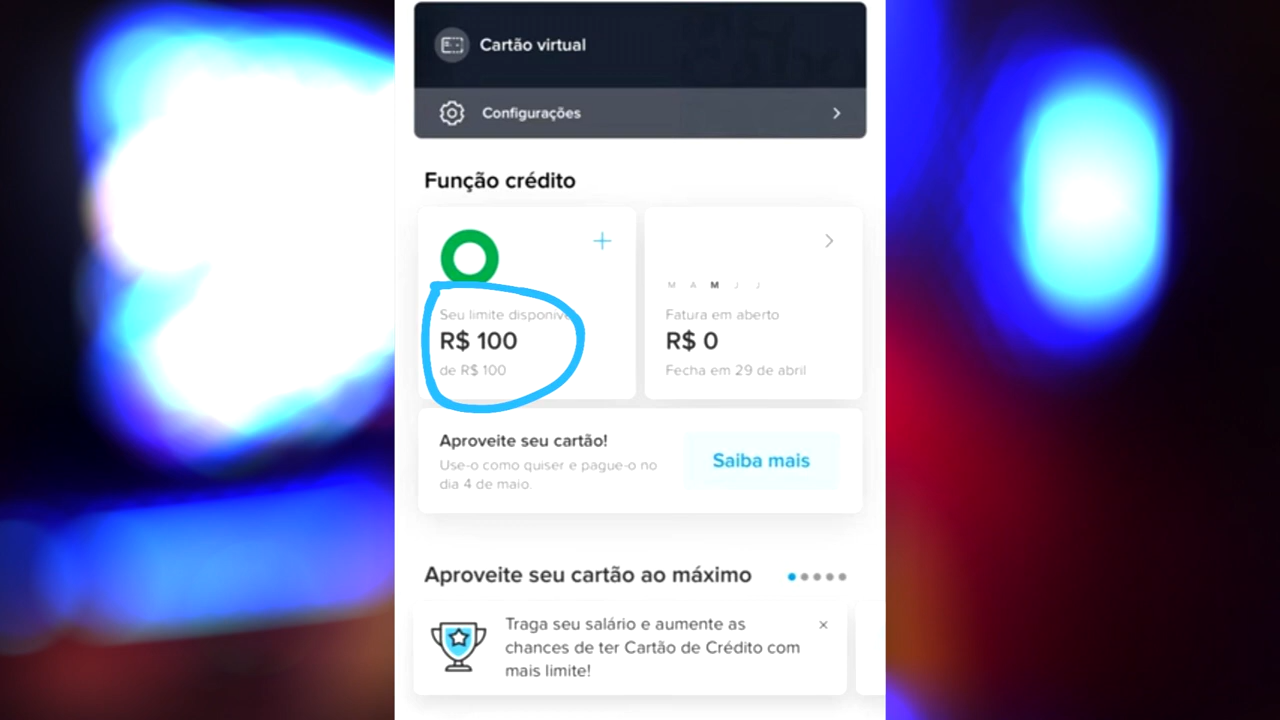 Cartão virtual
Configurações
Função crédito
Seu limite disponíve
R$ 100
de R$ 100
M A M J J
Fatura em aberto
R$ 0
Fecha em 29 de abril
Aproveite seu cartão!
Use-o como quiser e pague-o no
dia 4 de maio.
Saiba mais
Aproveite seu cartão ao máximo
Traga seu salário e aumente as
chances de ter Cartão de Crédito com
mais limite!